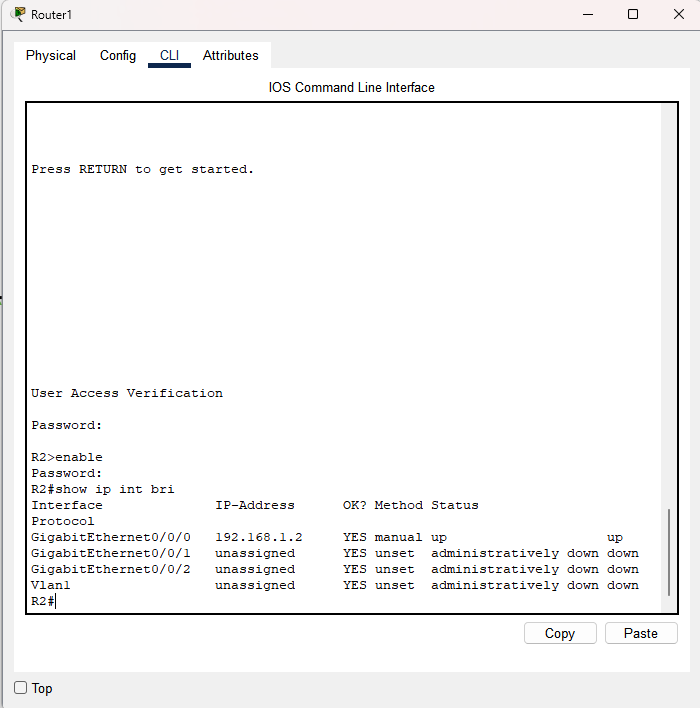 Router1
Physical Config CLI Attributes
IOS Command Line Interface
Press RETURN to get started.
User Access Verification
Password:
R2>enable
Password:
R2#show ip int bri
Interface IP-Address OK? Method Status
Protocol
GigabitEthernet0/0/0 192.168.1.2 YES manual up up
GigabitEthernet0/0/1 unassigned YES unset administratively down down
GigabitEthernet0/0/2 unassigned YES unset administratively down down
Vlan1 unassigned YES unset administratively down down
R2#
Copy Paste
Top